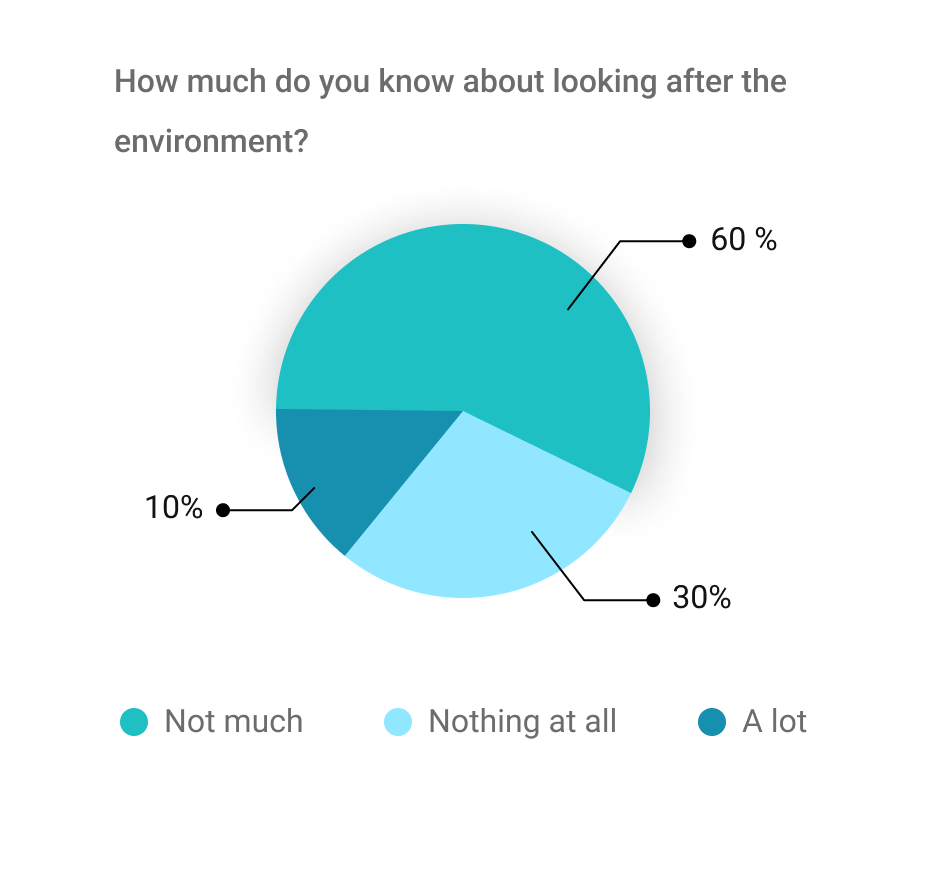 How much do you know about looking after the
environment?
60 %
10%
30%
Not much
Nothing at all
A lot